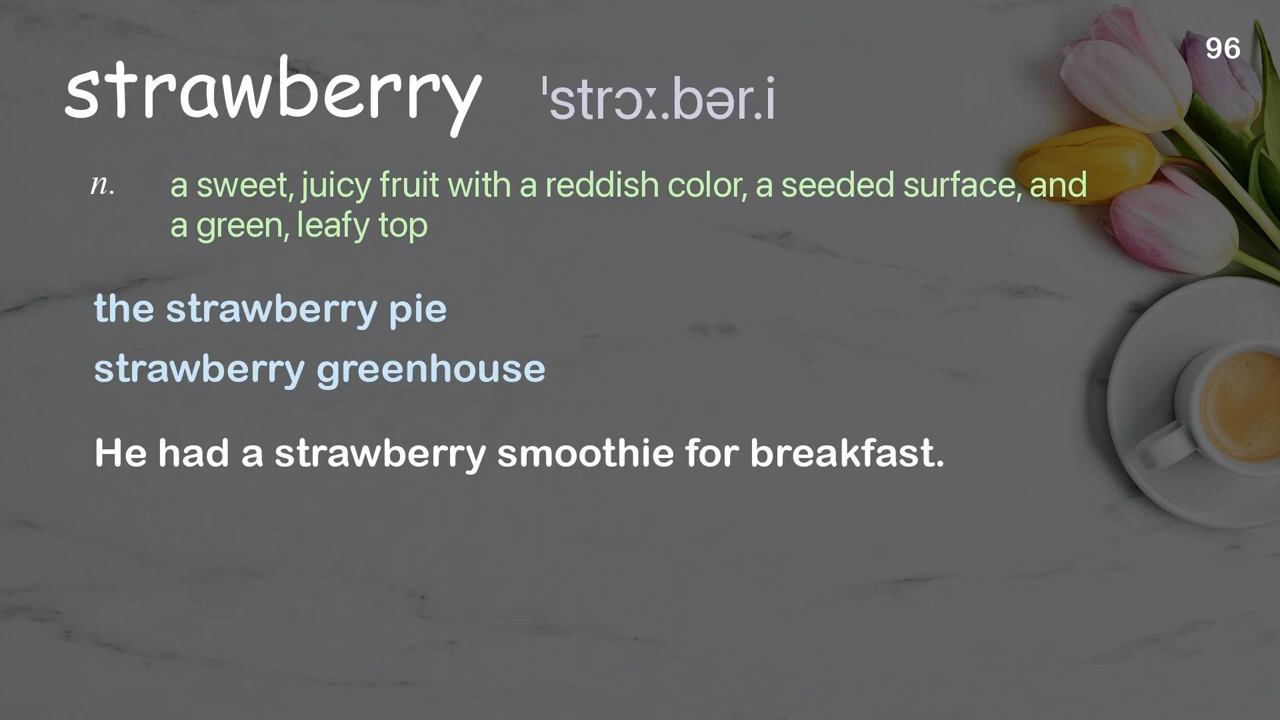 96
strawberry ˈstrɔː.bər.i
n. a sweet, juicy fruit with a reddish color, a seeded surface, and
a green, leafy top
the strawberry pie
strawberry greenhouse
He had a strawberry smoothie for breakfast.